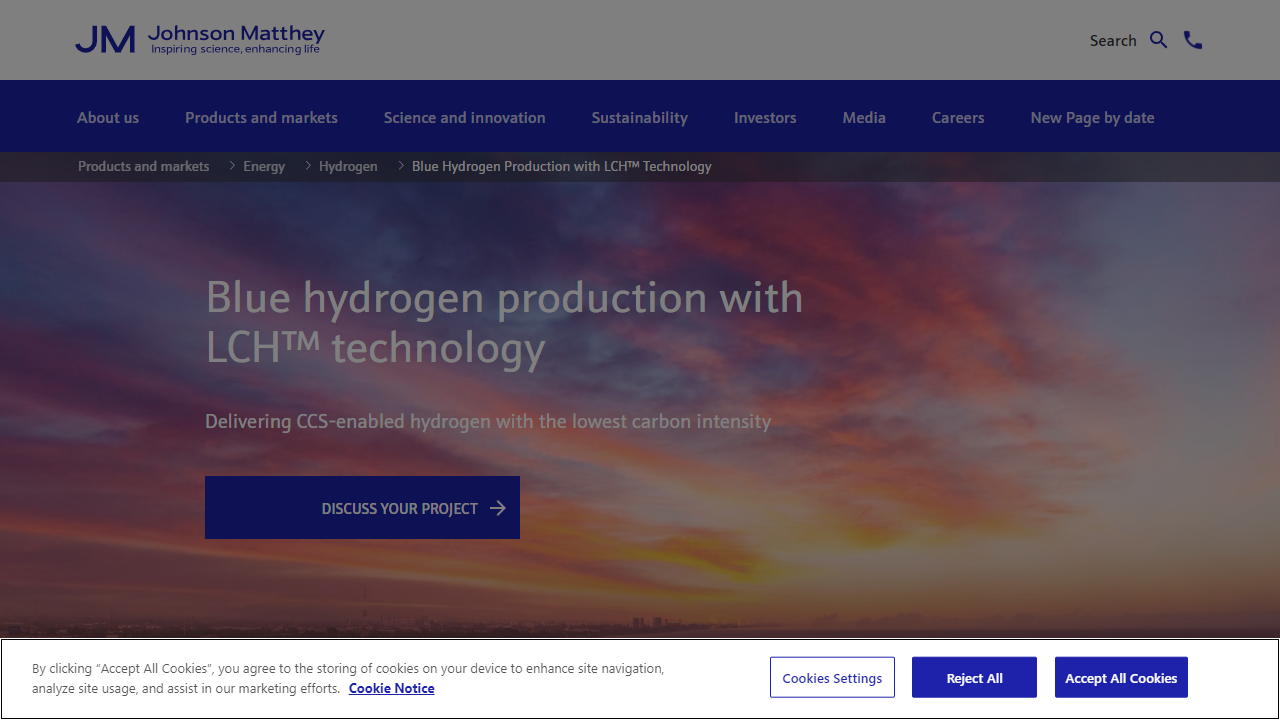 JM Johnson Matthey
Inspiring science, enhancing life
Search
About us Products and markets Science and innovation Sustainability Investors Media Careers New Page by date
Products and markets Energy Hydrogen Blue Hydrogen Production with LCH™ Technology
Blue hydrogen production with
LCH™ technology
Delivering CCS-enabled hydrogen with the lowest carbon intensity
DISCUSS YOUR PROJECT
By clicking “Accept All Cookies”, you agree to the storing of cookies on your device to enhance site navigation,
analyze site usage, and assist in our marketing efforts. Cookie Notice
Cookies Settings Reject All Accept All Cookies